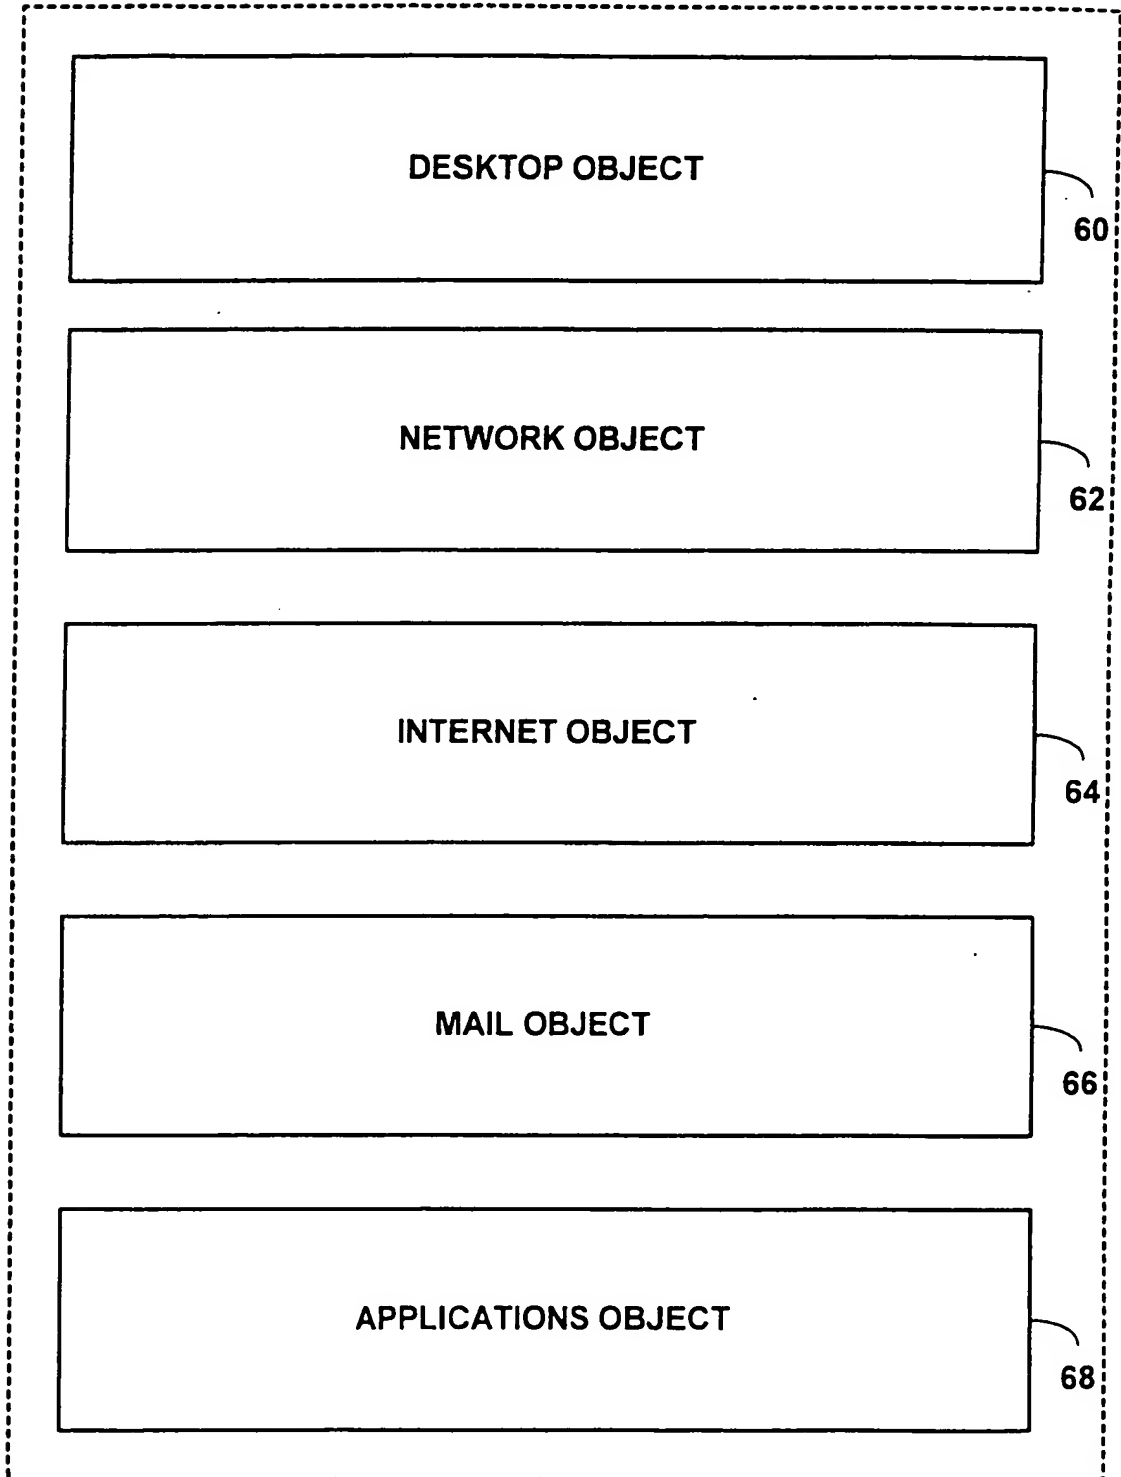 DESKTOP OBJECT
60
NETWORK OBJECT
62
INTERNET OBJECT
64
MAIL OBJECT
66
APPLICATIONS OBJECT
68